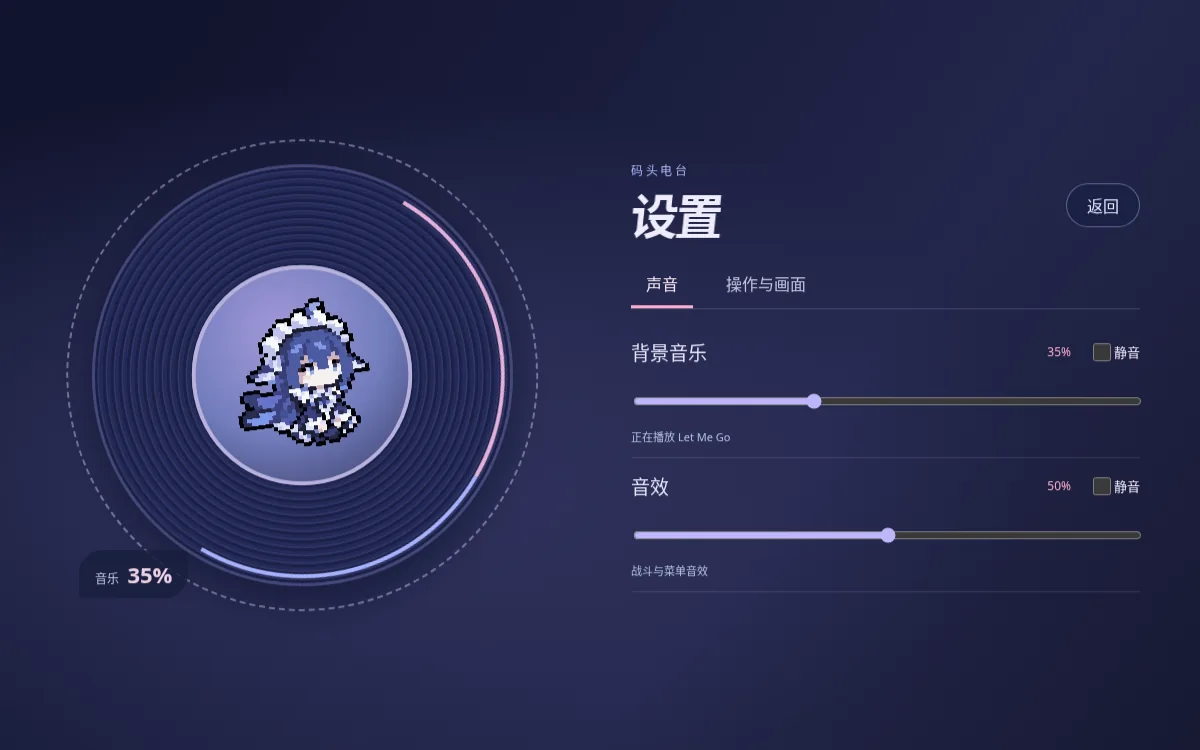 码头电台
设置
返回
声音
操作与画面
背景音乐
35%
静音
正在播放 Let Me Go
音效
50%
静音
战斗与菜单音效
音乐 35%